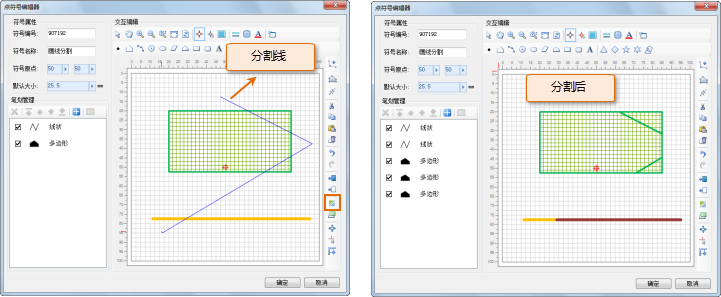 点符号编辑器
符号属性
符号编号: 907192
符号名称: 画线分割
符号原点: 50 50
默认大小: 25.5 mm
笔划管理
线状
多边形
交互编辑
分割线
确定 取消
点符号编辑器
符号属性
符号编号: 907192
符号名称: 画线分割
符号原点: 50 50
默认大小: 25.5 mm
笔划管理
线状
线状
多边形
多边形
多边形
交互编辑
分割后
确定 取消